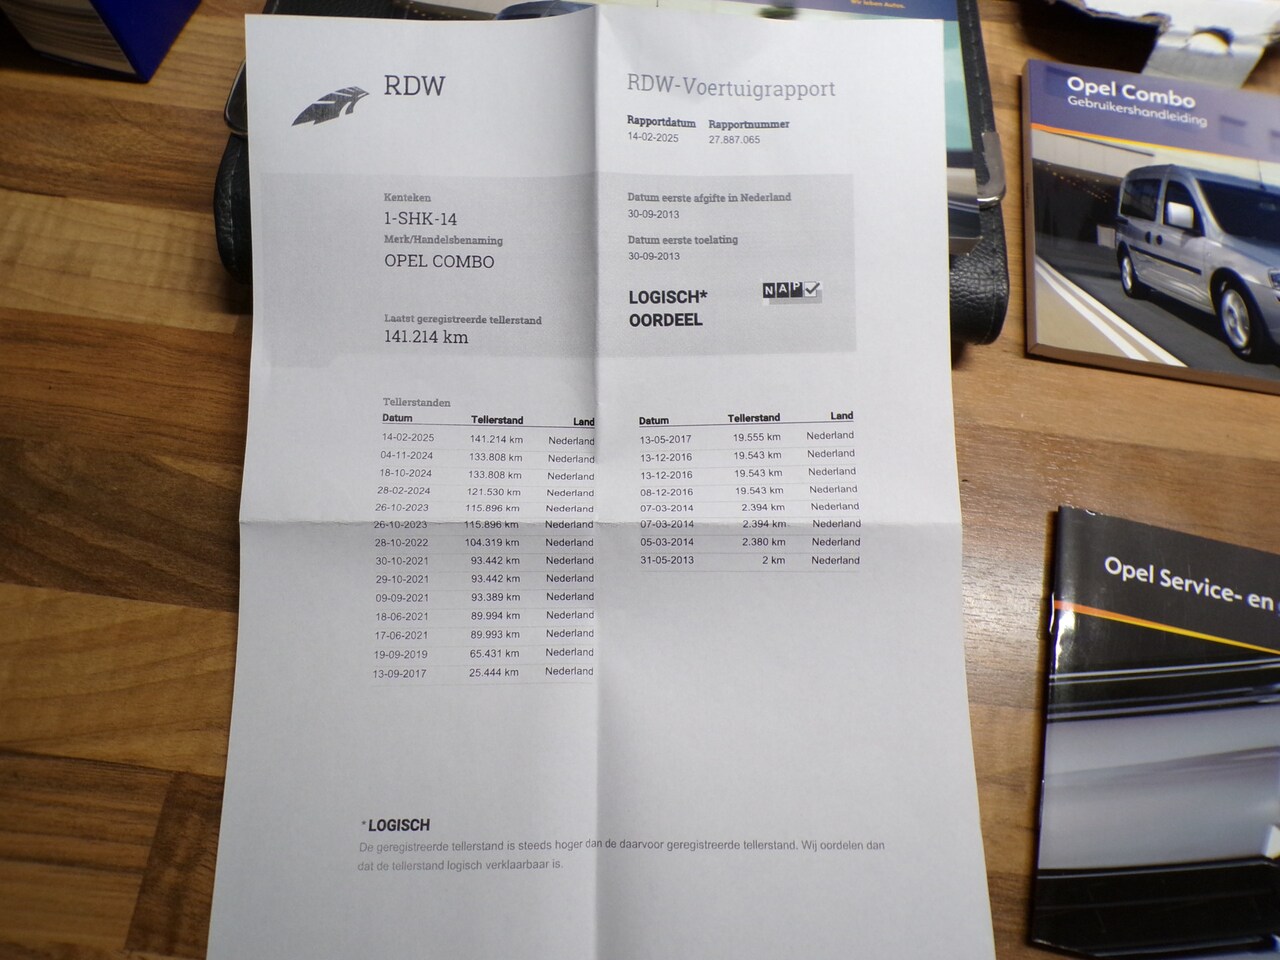 Wir leben Autos.
RDW
RDW-Voertuigrapport
Rapportdatum Rapportnummer
14-02-2025 27.887.065
Kenteken
1-SHK-14
Merk/Handelsbenaming
OPEL COMBO
Laatst geregistreerde tellerstand
141.214 km
Datum eerste afgifte in Nederland
30-09-2013
Datum eerste toelating
30-09-2013
LOGISCH*
OORDEEL
NAP
Tellerstanden
Datum Tellerstand Land
14-02-2025 141.214 km Nederland
04-11-2024 133.808 km Nederland
18-10-2024 133.808 km Nederland
28-02-2024 121.530 km Nederland
26-10-2023 115.896 km Nederland
26-10-2023 115.896 km Nederland
28-10-2022 104.319 km Nederland
30-10-2021 93.442 km Nederland
29-10-2021 93.442 km Nederland
09-09-2021 93.389 km Nederland
18-06-2021 89.994 km Nederland
17-06-2021 89.993 km Nederland
19-09-2019 65.431 km Nederland
13-09-2017 25.444 km Nederland
Datum Tellerstand Land
13-05-2017 19.555 km Nederland
13-12-2016 19.543 km Nederland
13-12-2016 19.543 km Nederland
08-12-2016 19.543 km Nederland
07-03-2014 2.394 km Nederland
07-03-2014 2.394 km Nederland
05-03-2014 2.380 km Nederland
31-05-2013 2 km Nederland
*LOGISCH
De geregistreerde tellerstand is steeds hoger dan de daarvoor geregistreerde tellerstand. Wij oordelen dan
dat de tellerstand logisch verklaarbaar is.
Opel Combo
Gebruikershandleiding
Opel Service- en